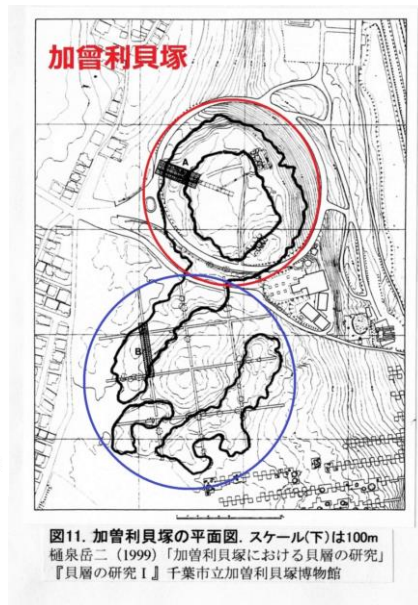 加曾利貝塚
A
B
図11. 加曽利貝塚の平面図. スケール(下)は100m
樋泉岳二（1999）「加曽利貝塚における貝層の研究」
『貝層の研究Ⅰ』千葉市立加曽利貝塚博物館